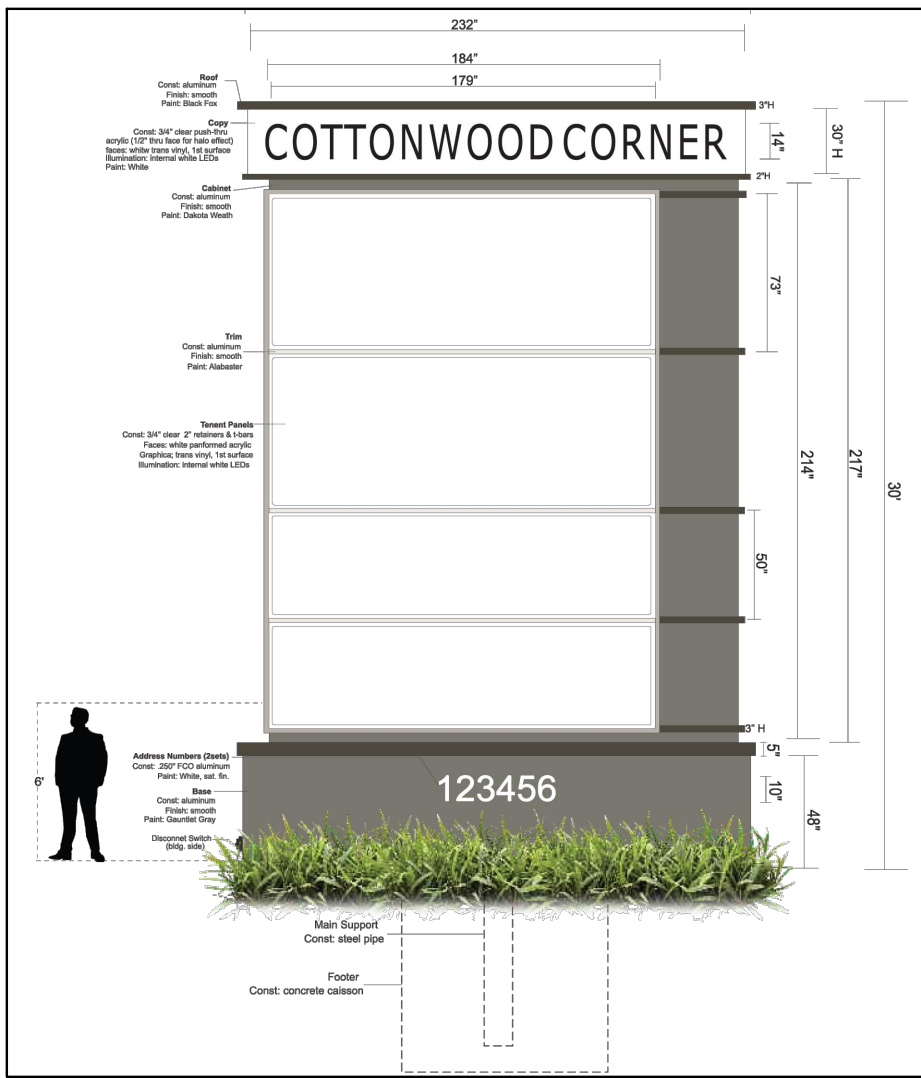 232"
184"
179"
Roof
Const: aluminum
Finish: smooth
Paint: Black Fox
3"H
Copy
Const: 3/4" clear push-thru
acrylic (1/2" thru face for halo effect)
faces: whitw trans vinyl, 1st surface
Illumination: internal white LEDs
Paint: White
COTTONWOOD CORNER
14"
30" H
2"H
Cabinet
Const: aluminum
Finish: smooth
Paint: Dakota Weath
73"
Trim
Const: aluminum
Finish: smooth
Paint: Alabaster
Tenent Panels
Const: 3/4" clear 2" retainers & t-bars
Faces: white panformed acrylic
Graphica; trans vinyl, 1st surface
Illumination: internal white LEDs
214"
217"
30'
50"
3" H
5"
6'
Address Numbers (2sets)
Const: .250" FCO aluminum
Paint: White, sat. fin.
123456
10"
Base
Const: aluminum
Finish: smooth
Paint: Gauntlet Gray
48"
Disconnet Switch
(bldg. side)
Main Support
Const: steel pipe
Footer
Const: concrete caisson